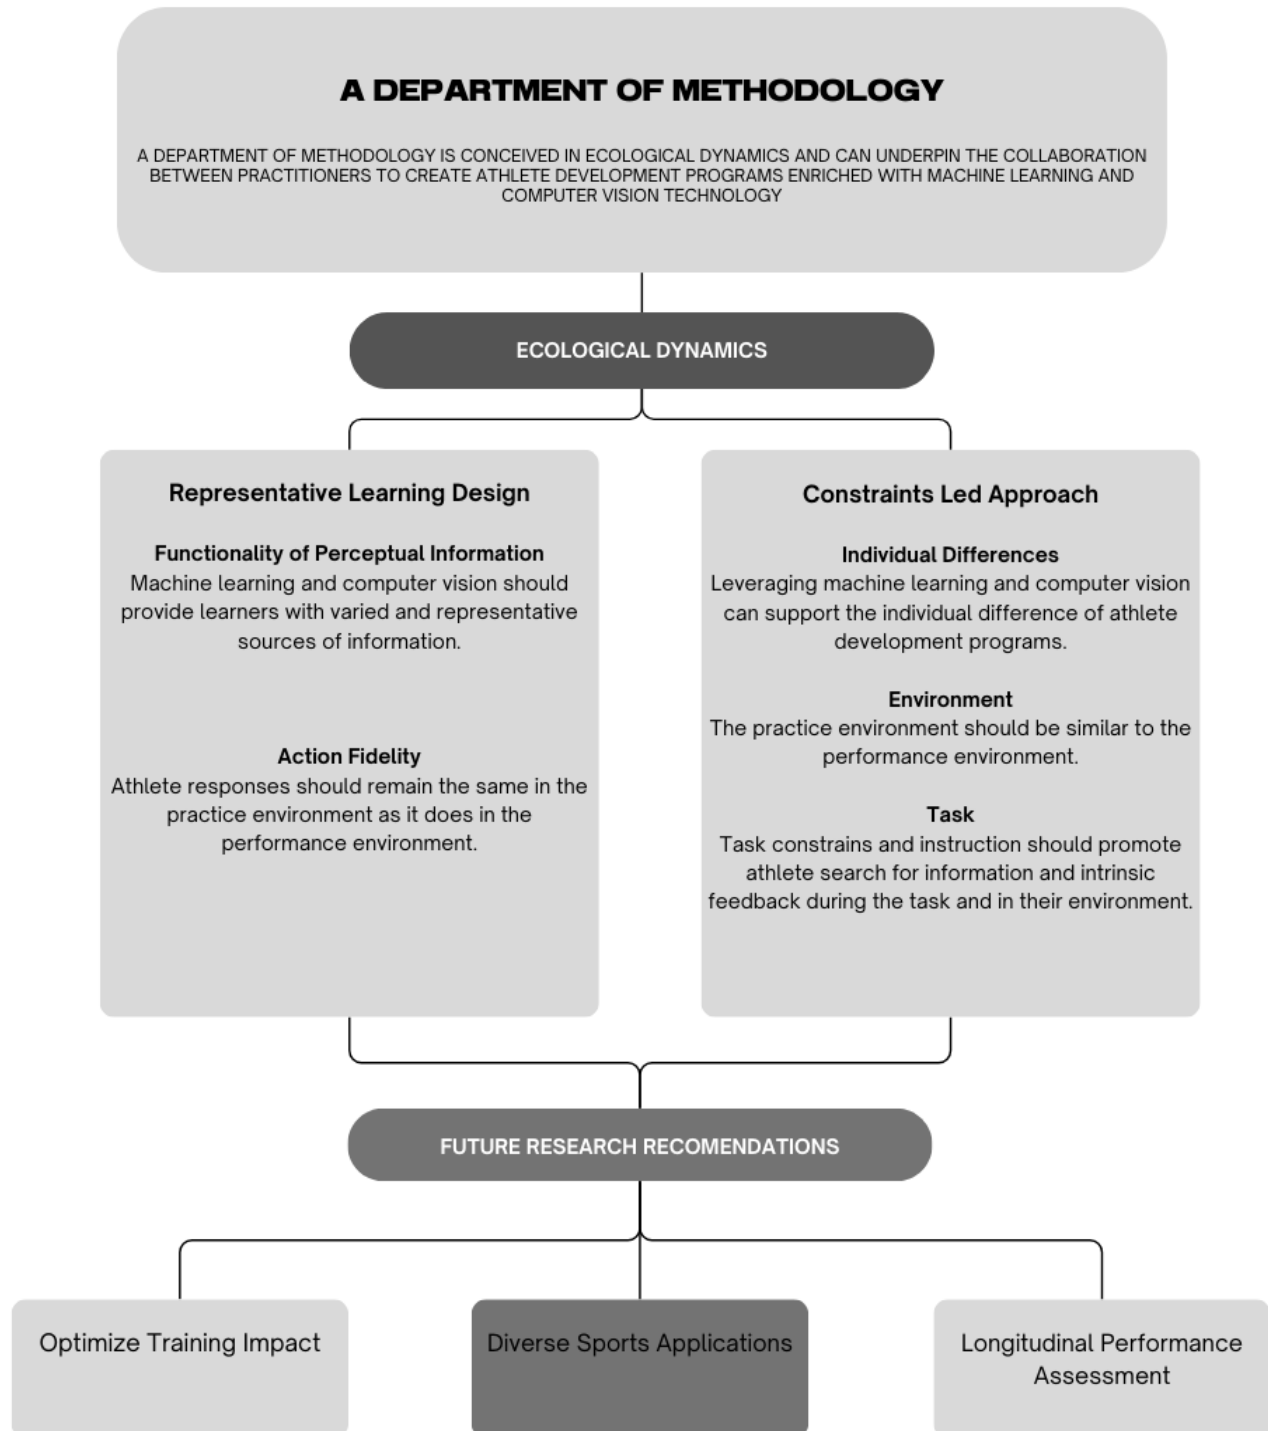 A DEPARTMENT OF METHODOLOGY
A DEPARTMENT OF METHODOLOGY IS CONCEIVED IN ECOLOGICAL DYNAMICS AND CAN UNDERPIN THE COLLABORATION
BETWEEN PRACTITIONERS TO CREATE ATHLETE DEVELOPMENT PROGRAMS ENRICHED WITH MACHINE LEARNING AND
COMPUTER VISION TECHNOLOGY
ECOLOGICAL DYNAMICS
Representative Learning Design
Functionality of Perceptual Information
Machine learning and computer vision should
provide learners with varied and representative
sources of information.
Action Fidelity
Athlete responses should remain the same in the
practice environment as it does in the
performance environment.
Constraints Led Approach
Individual Differences
Leveraging machine learning and computer vision
can support the individual difference of athlete
development programs.
Environment
The practice environment should be similar to the
performance environment.
Task
Task constrains and instruction should promote
athlete search for information and intrinsic
feedback during the task and in their environment.
FUTURE RESEARCH RECOMENDATIONS
Optimize Training Impact
Diverse Sports Applications
Longitudinal Performance
Assessment